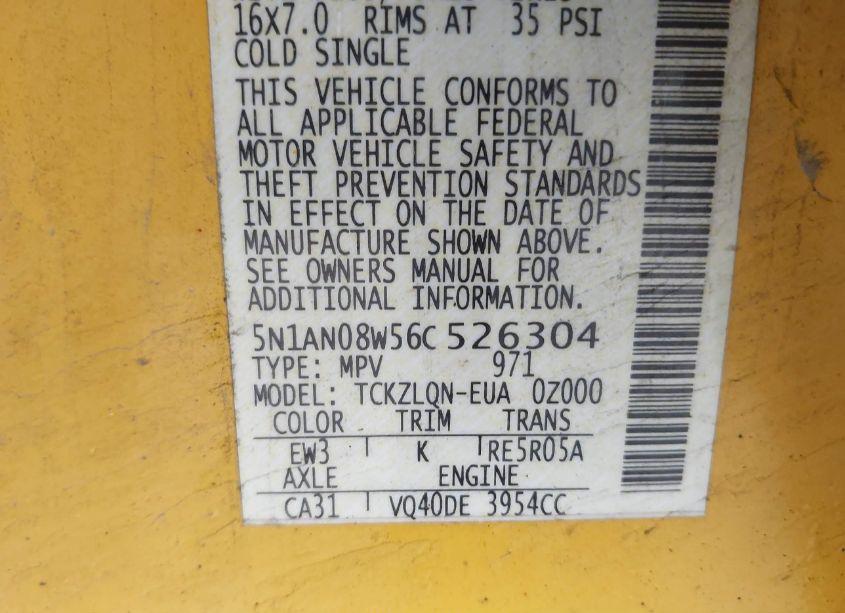 16X7.0 RIMS AT 35 PSI
COLD SINGLE
THIS VEHICLE CONFORMS TO
ALL APPLICABLE FEDERAL
MOTOR VEHICLE SAFETY AND
THEFT PREVENTION STANDARDS
IN EFFECT ON THE DATE OF
MANUFACTURE SHOWN ABOVE.
SEE OWNERS MANUAL FOR
ADDITIONAL INFORMATION.
5N1AN08W56C526304
TYPE: MPV 971
MODEL: TCKZLQN-EUA 0Z000
COLOR TRIM TRANS
EW3 K RE5R05A
AXLE ENGINE
CA31 VQ40DE 3954CC